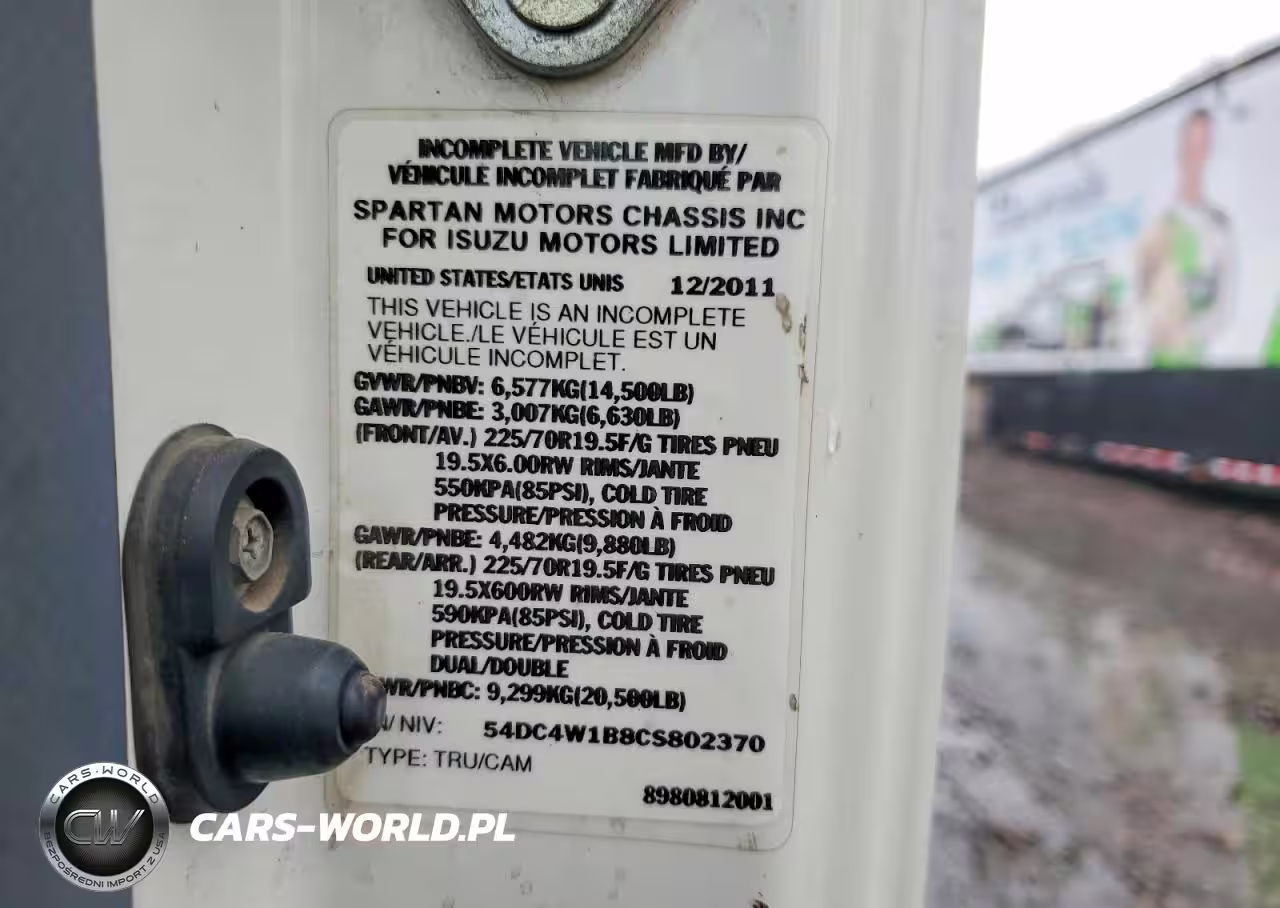 INCOMPLETE VEHICLE MFD BY/
VÉHICULE INCOMPLET FABRIQUÉ PAR
SPARTAN MOTORS CHASSIS INC
FOR ISUZU MOTORS LIMITED
UNITED STATES/ETATS UNIS 12/2011
THIS VEHICLE IS AN INCOMPLETE
VEHICLE./LE VÉHICULE EST UN
VÉHICULE INCOMPLET.
GVWR/PNBV: 6,577KG(14,500LB)
GAWR/PNBE: 3,007KG(6,630LB)
(FRONT/AV.) 225/70R19.5F/G TIRES PNEU
19.5X6.00RW RIMS/JANTE
550KPA(85PSI), COLD TIRE
PRESSURE/PRESSION À FROID
GAWR/PNBE: 4,482KG(9,880LB)
(REAR/ARR.) 225/70R19.5F/G TIRES PNEU
19.5X600RW RIMS/JANTE
590KPA(85PSI), COLD TIRE
PRESSURE/PRESSION À FROID
DUAL/DOUBLE
WR/PNBC: 9,299KG(20,500LB)
/ NIV: 54DC4W1B8CS802370
TYPE: TRU/CAM
8980812001
CARS-WORLD
CW
BEZPOŚREDNI IMPORT Z USA
CARS-WORLD.PL